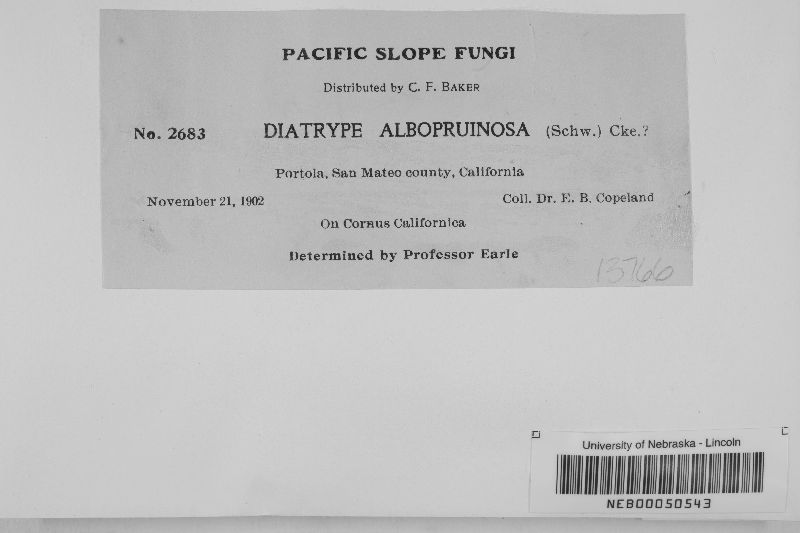 PACIFIC SLOPE FUNGI
Distributed by C. F. BAKER
No. 2683 DIATRYPE ALBOPRUINOSA (Schw.) Cke.?
Portola, San Mateo county, California
November 21, 1902 Coll. Dr. E. B. Copeland
On Cornus Californica
Determined by Professor Earle
13766
University of Nebraska - Lincoln
NEB00050543